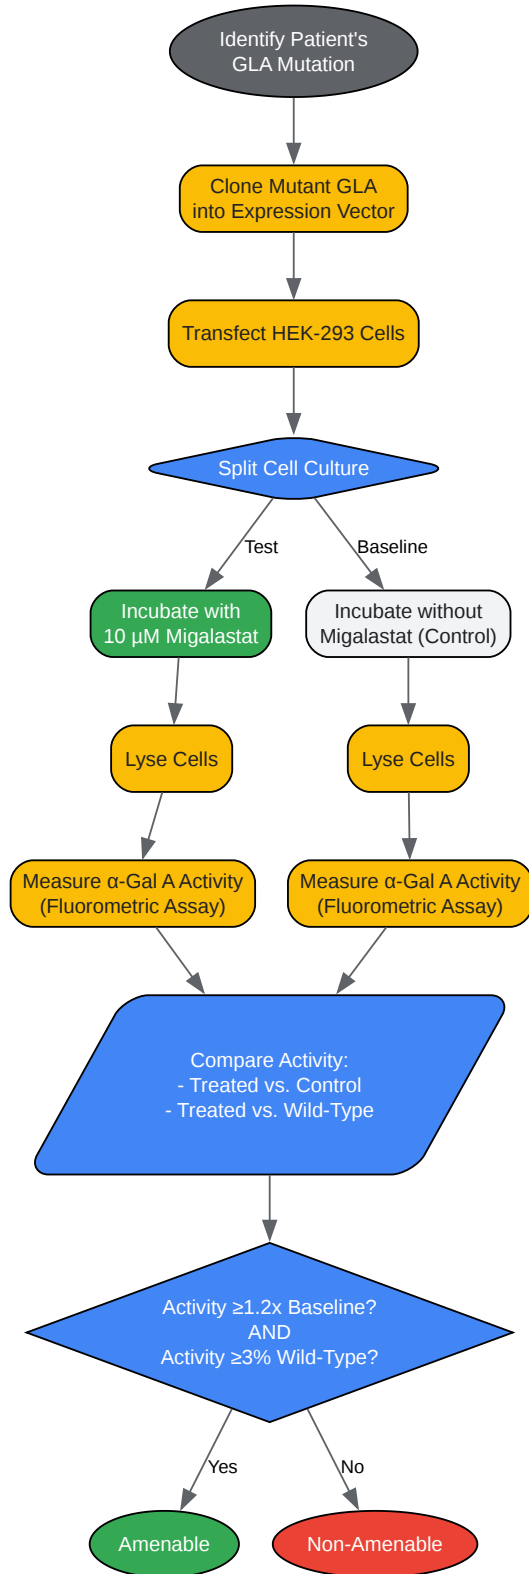 Identify Patient's
GLA Mutation
Clone Mutant GLA
into Expression Vector
Transfect HEK-293 Cells
Split Cell Culture
Test
Baseline
Incubate with
10 µM Migalastat
Incubate without
Migalastat (Control)
Lyse Cells
Lyse Cells
Measure α-Gal A Activity
(Fluorometric Assay)
Measure α-Gal A Activity
(Fluorometric Assay)
Compare Activity:
- Treated vs. Control
- Treated vs. Wild-Type
Activity ≥1.2x Baseline?
AND
Activity ≥3% Wild-Type?
Yes
No
Amenable
Non-Amenable